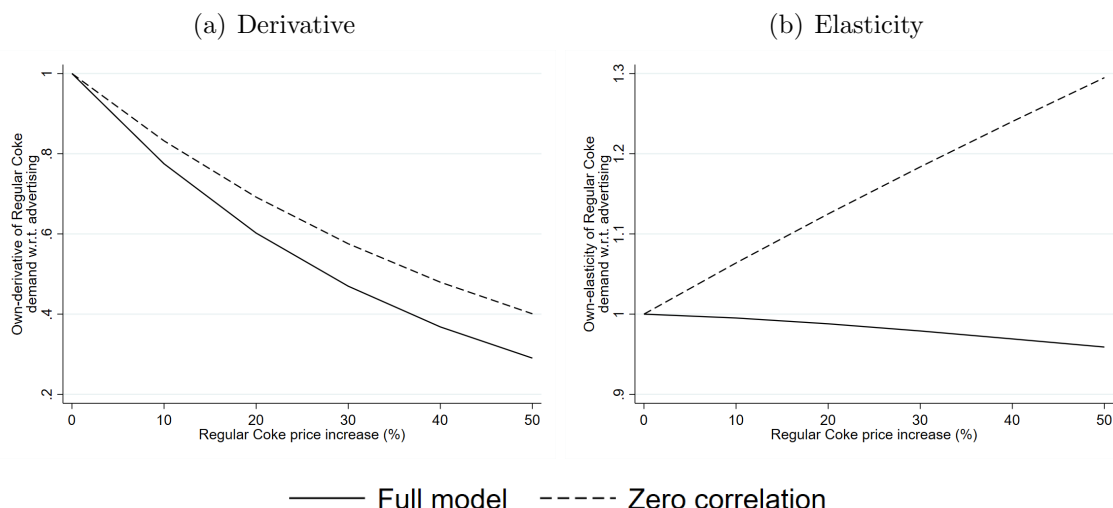 (a) Derivative
Own-derivative of Regular Coke
demand w.r.t. advertising
1
.8
.6
.4
.2
0 10 20 30 40 50
Regular Coke price increase (%)
(b) Elasticity
Own-elasticity of Regular Coke
demand w.r.t. advertising
1.3
1.2
1.1
1
.9
0 10 20 30 40 50
Regular Coke price increase (%)
Full model
Zero correlation